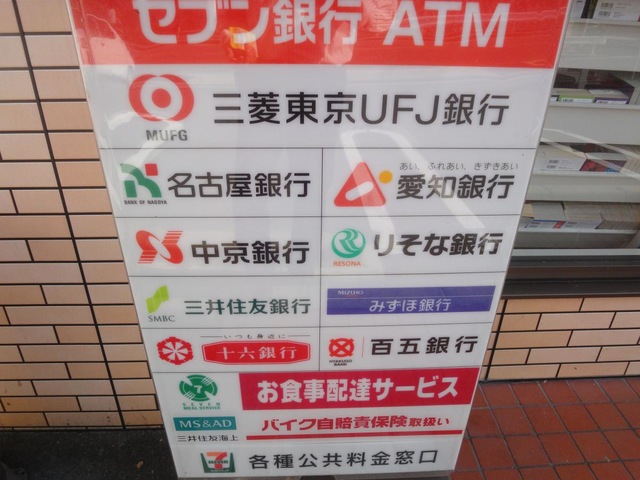 セブン銀行 ATM
MUFG
三菱東京UFJ銀行
BANK OF NAGOYA
名古屋銀行
あい、ふれあい、きずきあい
愛知銀行
中京銀行
RESONA
りそな銀行
SMBC
三井住友銀行
MIZUHO
みずほ銀行
いつも身近に
十六銀行
HYAKUGO BANK
百五銀行
7
SEVEN
MEAL SERVICE
お食事配達サービス
MS&AD
三井住友海上
バイク自賠責保険取扱い
7
ELEVEN
各種公共料金窓口